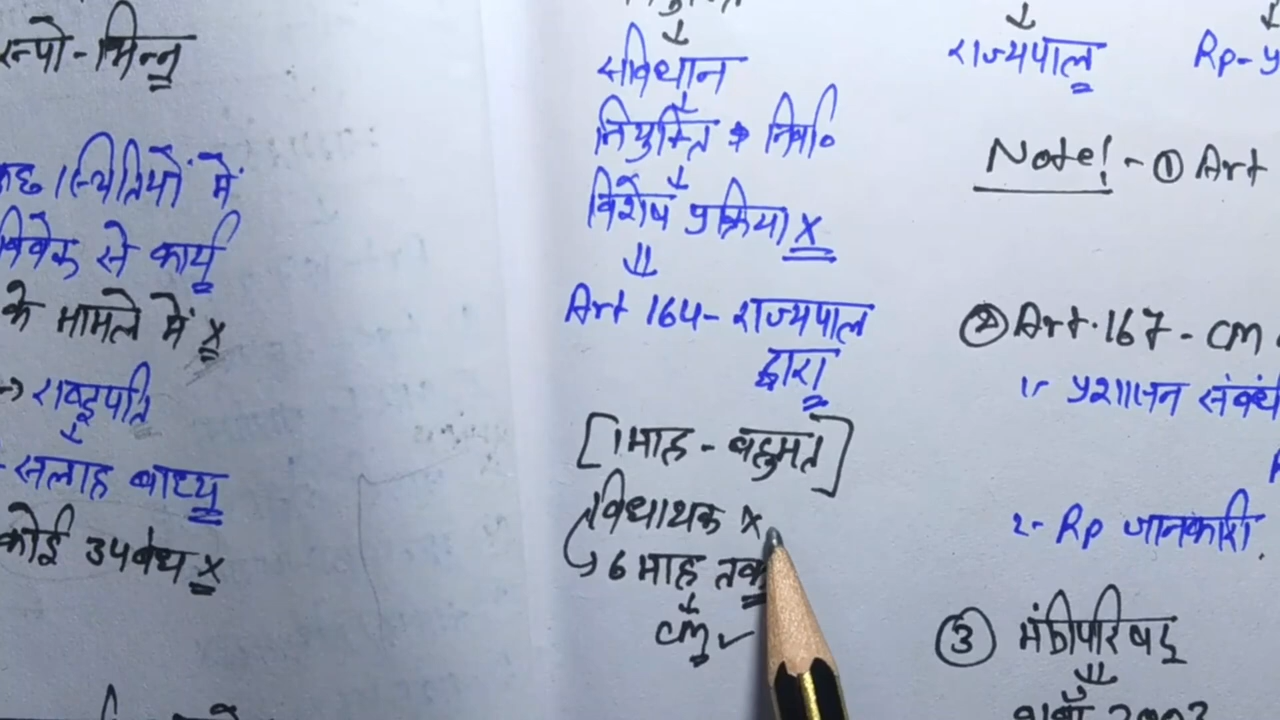 भिन्न
स्थितियों में
विवेक से कार्य
के मामले में x
→ राष्ट्रपति
↓
- सलाह बाध्य
कोई उपबंध x
↓
संविधान
↓
नियुक्ति → निर्वा०
↓
विशेष प्रक्रिया x
⇓
Art 164 - राज्यपाल
द्वारा
[1 माह - बहुमत]
विधायक x
↳ 6 माह तक
↓
CM ✓
↓
राज्यपाल
Rp-
Note! - ① Art
② Art. 167 - CM
1- प्रशासन संबंध
2- Rp जानकारी.
③ मंत्रीपरिषद्
⇓